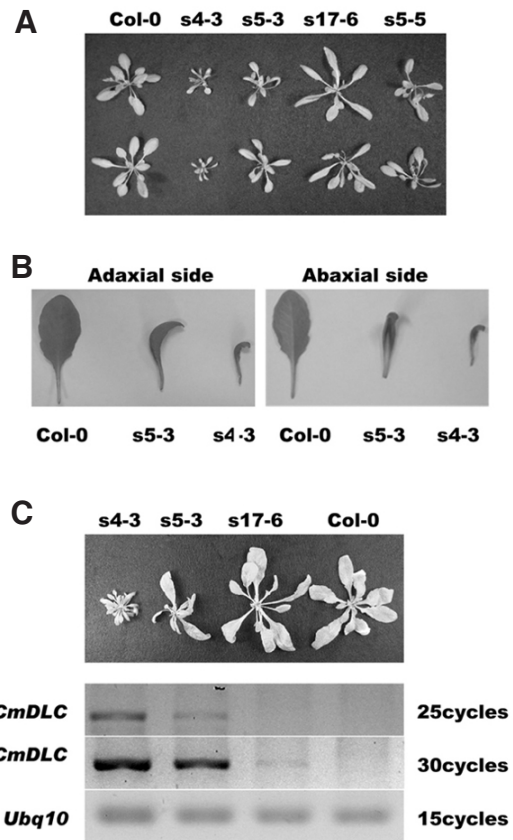 A
Col-0 s4-3 s5-3 s17-6 s5-5
B
Adaxial side Abaxial side
Col-0 s5-3 s4-3 Col-0 s5-3 s4-3
C
s4-3 s5-3 s17-6 Col-0
CmDLC 25cycles
CmDLC 30cycles
Ubq10 15cycles